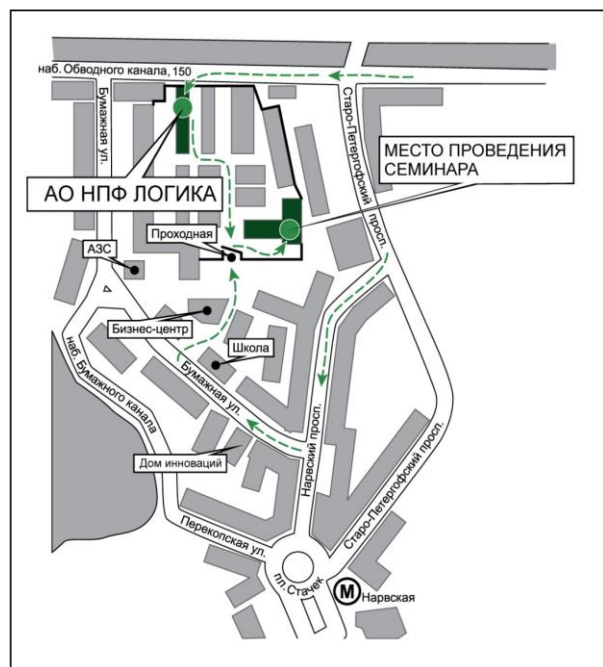 наб. Обводного канала, 150
Бумажная ул.
Старо-Петергофский просп.
МЕСТО ПРОВЕДЕНИЯ
СЕМИНАРА
АО НПФ ЛОГИКА
Проходная
АЗС
Бизнес-центр
Школа
наб. Бумажного канала
Бумажная ул.
Нарвский просп.
Дом инноваций
Старо-Петергофский просп.
Перекопская ул.
пл. Стачек
М
Нарвская